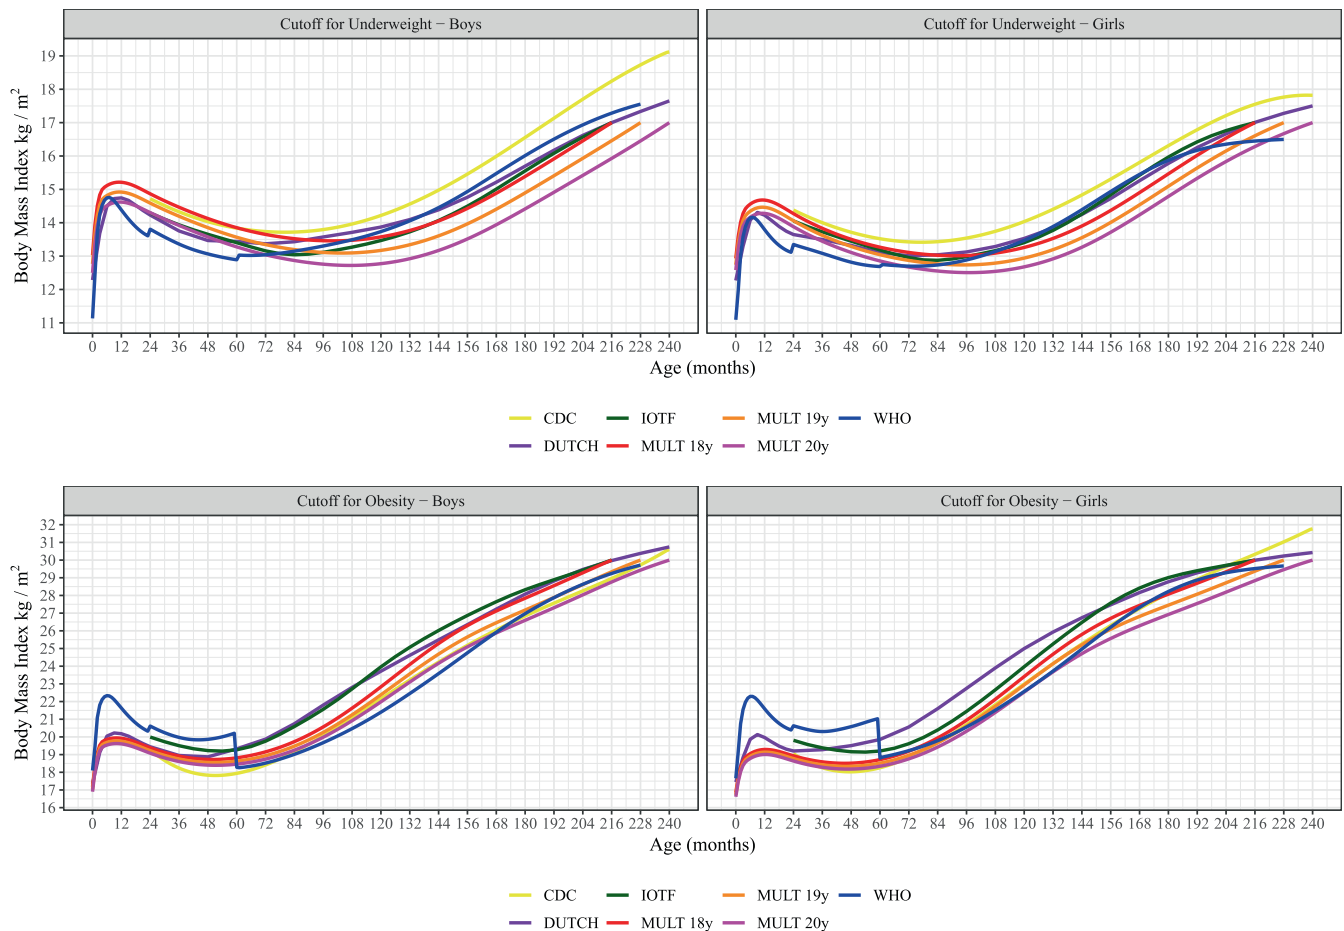 Cutoff for Underweight − Boys
Cutoff for Underweight − Girls
Body Mass Index kg / m²
19
18
17
16
15
14
13
12
11
0 12 24 36 48 60 72 84 96 108 120 132 144 156 168 180 192 204 216 228 240
0 12 24 36 48 60 72 84 96 108 120 132 144 156 168 180 192 204 216 228 240
Age (months)
CDC IOTF MULT 19y WHO
DUTCH MULT 18y MULT 20y
Cutoff for Obesity − Boys
Cutoff for Obesity − Girls
Body Mass Index kg / m²
32
31
30
29
28
27
26
25
24
23
22
21
20
19
18
17
16
0 12 24 36 48 60 72 84 96 108 120 132 144 156 168 180 192 204 216 228 240
0 12 24 36 48 60 72 84 96 108 120 132 144 156 168 180 192 204 216 228 240
Age (months)
CDC IOTF MULT 19y WHO
DUTCH MULT 18y MULT 20y